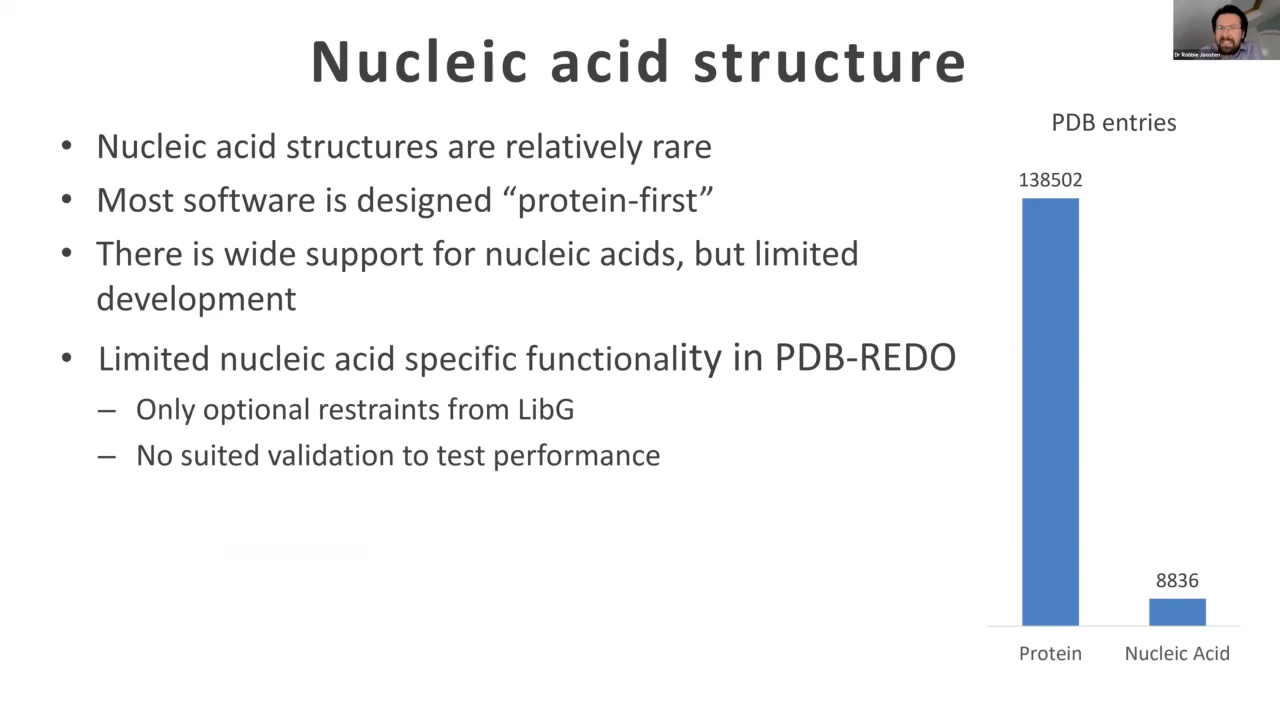 Nucleic acid structure
Dr Robbie Joosten
• Nucleic acid structures are relatively rare
• Most software is designed “protein-first”
• There is wide support for nucleic acids, but limited
development
• Limited nucleic acid specific functionality in PDB-REDO
– Only optional restraints from LibG
– No suited validation to test performance
PDB entries
138502
8836
Protein
Nucleic Acid